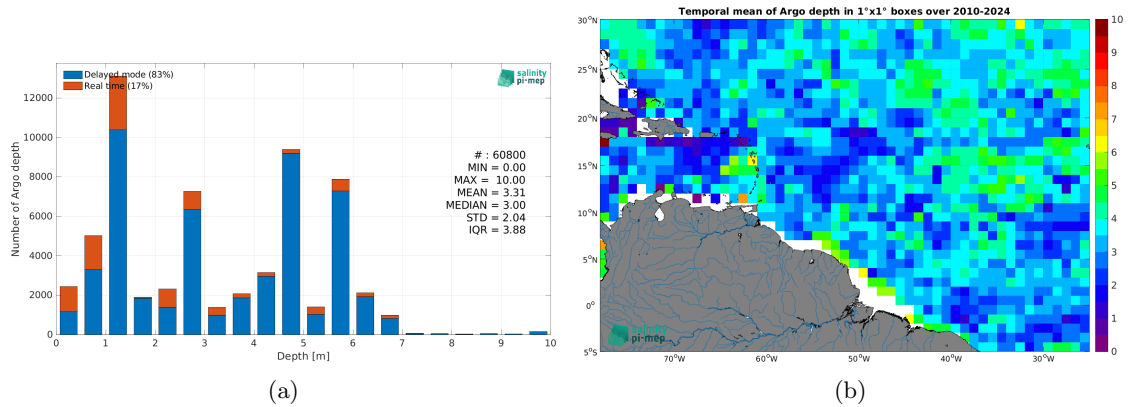 Delayed mode (83%)
Real time (17%)
salinity
pi-mep
Number of Argo depth
12000
10000
8000
6000
4000
2000
0
# : 60800
MIN = 0.00
MAX = 10.00
MEAN = 3.31
MEDIAN = 3.00
STD = 2.04
IQR = 3.88
0 1 2 3 4 5 6 7 8 9 10
Depth [m]
(a)
Temporal mean of Argo depth in 1°x1° boxes over 2010-2024
30°N
25°N
20°N
15°N
10°N
5°N
0°
5°S
70°W 60°W 50°W 40°W 30°W
salinity
pi-mep
10
9
8
7
6
5
4
3
2
1
0
(b)